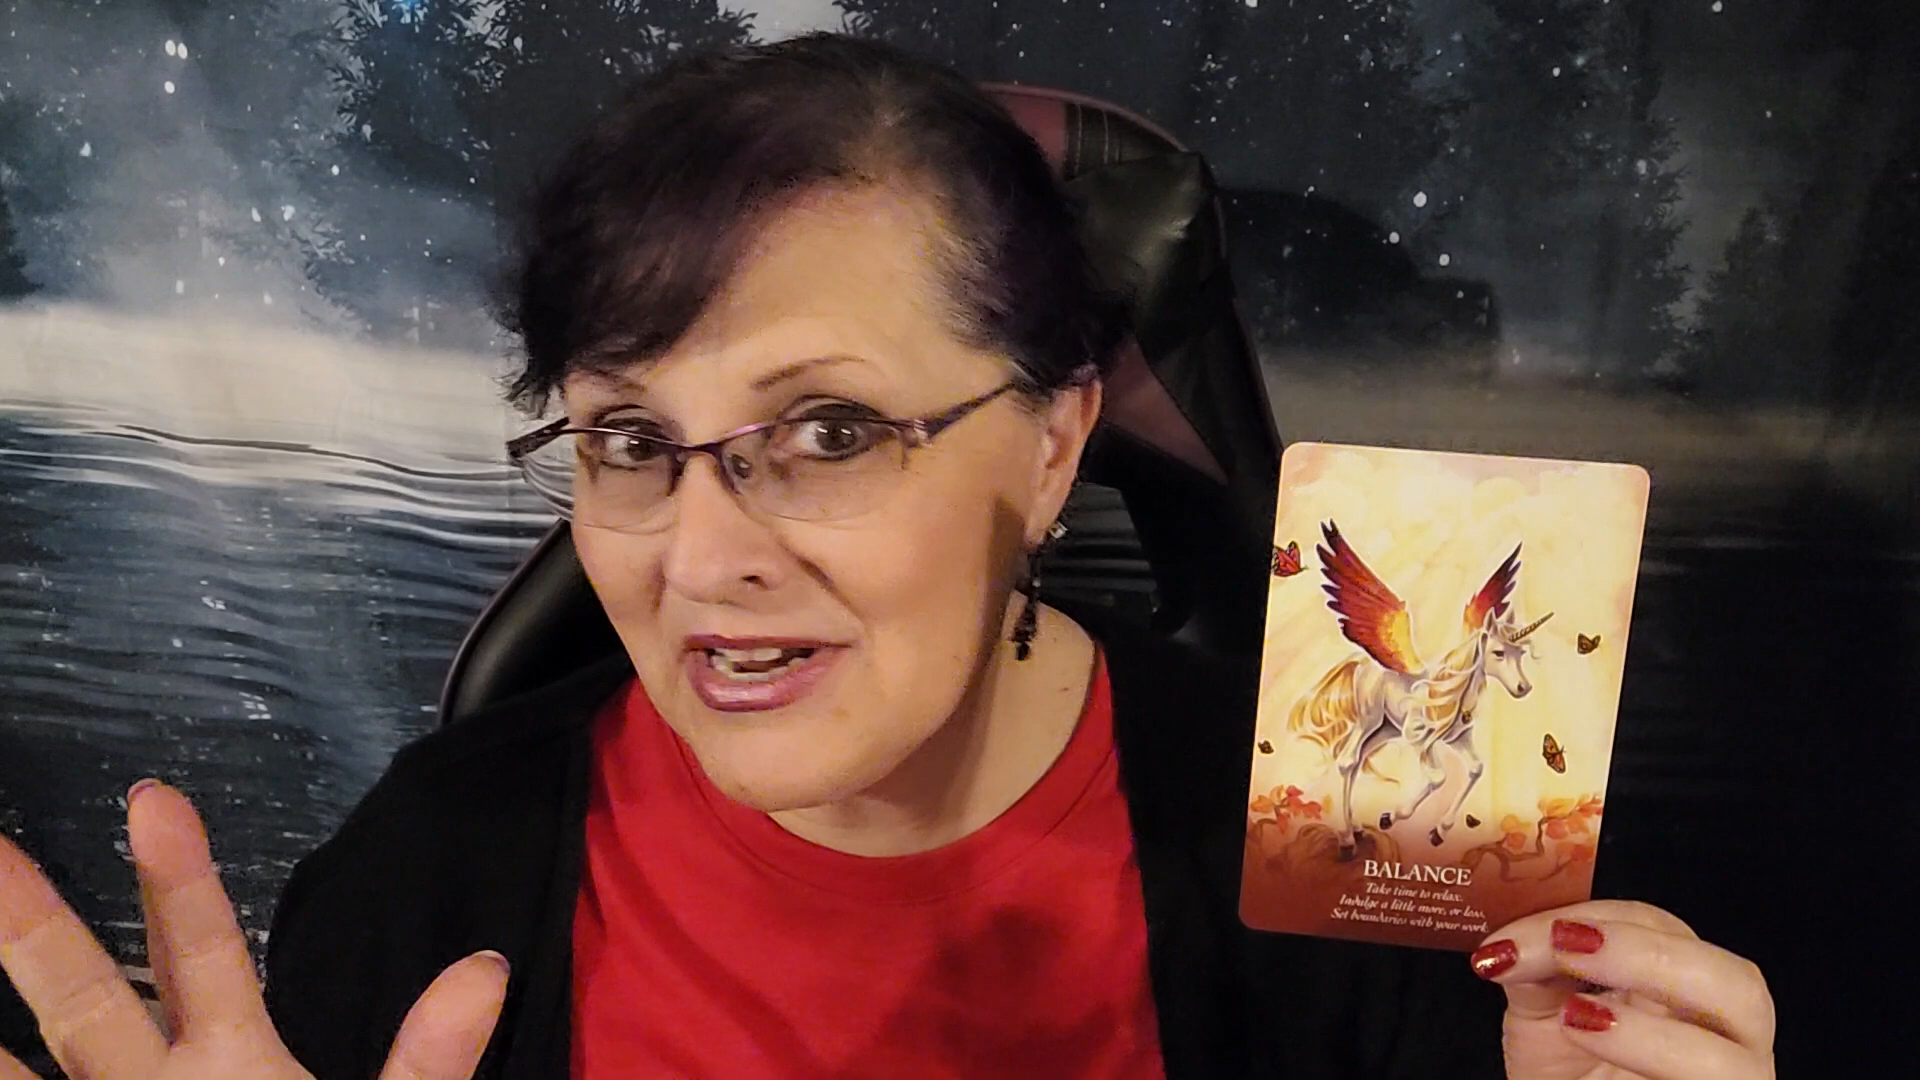 BALANCE
Take time to relax.
Indulge a little more, or less.
Set boundaries with your work.